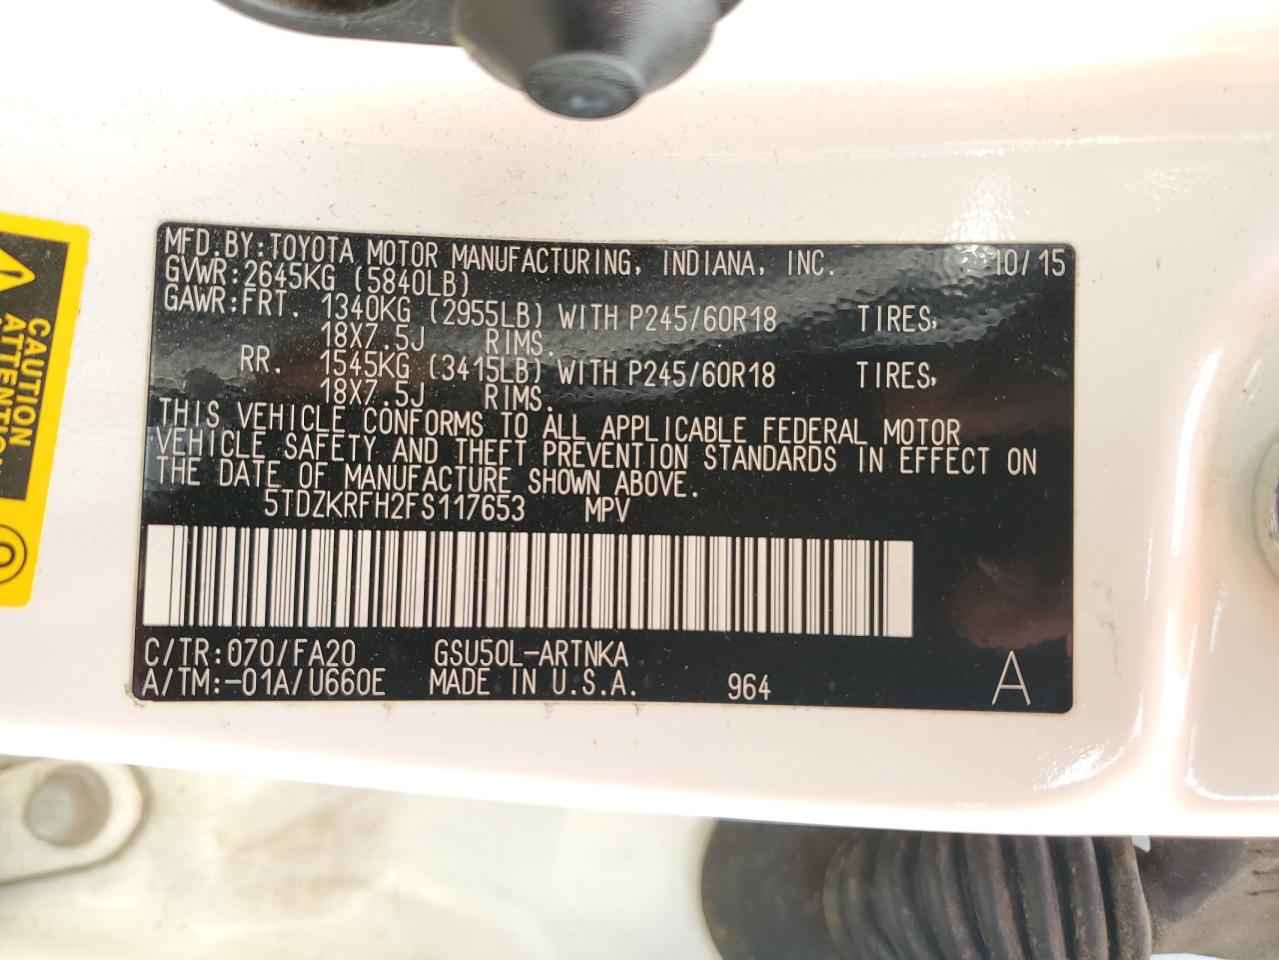 MFD.BY:TOYOTA MOTOR MANUFACTURING, INDIANA, INC. 10/15
GVWR:2645KG (5840LB)
GAWR:FRT. 1340KG (2955LB) WITH P245/60R18 TIRES,
18X7.5J RIMS.
RR. 1545KG (3415LB) WITH P245/60R18 TIRES,
18X7.5J RIMS.
THIS VEHICLE CONFORMS TO ALL APPLICABLE FEDERAL MOTOR
VEHICLE SAFETY AND THEFT PREVENTION STANDARDS IN EFFECT ON
THE DATE OF MANUFACTURE SHOWN ABOVE.
5TDZKRFH2FS117653 MPV
C/TR:070/FA20 GSU50L-ARTNKA
A/TM:-01A/U660E MADE IN U.S.A. 964 A
CAUTION
ATTENTION